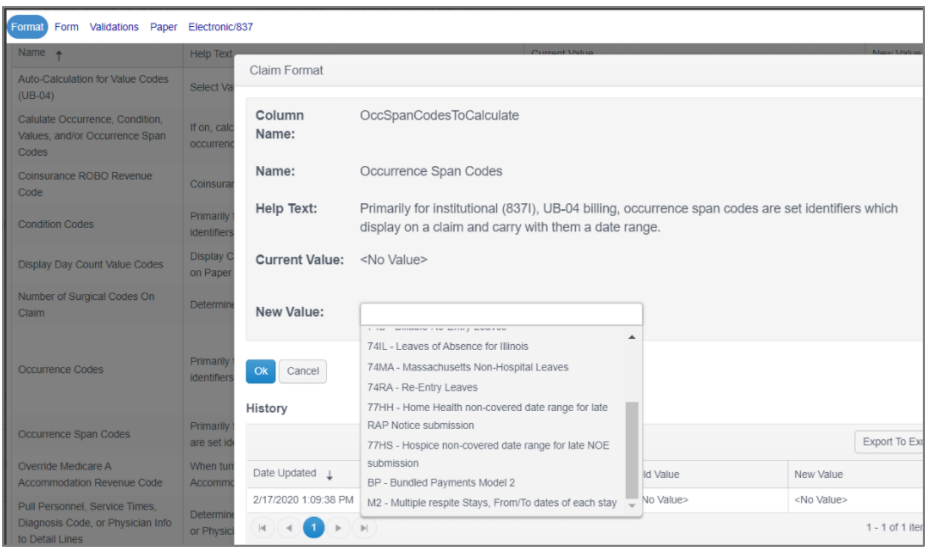 Format Form Validations Paper Electronic/837
Name Help Text Current Value New Value
Claim Format
Auto-Calculation for Value Codes
(UB-04)
Select Va
Calulate Occurrence, Condition,
Values, and/or Occurrence Span
Codes
If on, calc
occurrenc
Coinsurance ROBO Revenue
Code
Coinsuran
Condition Codes
Primarily
identifiers
Display Day Count Value Codes
Display C
on Paper
Number of Surgical Codes On
Claim
Determine
Occurrence Codes
Primarily
identifiers
Occurrence Span Codes
Primarily
are set ide
Override Medicare A
Accommodation Revenue Code
When turn
Accommo
Pull Personnel, Service Times,
Diagnosis Code, or Physician Info
to Detail Lines
Determine
or Physici
Column
Name:
OccSpanCodesToCalculate
Name: Occurrence Span Codes
Help Text: Primarily for institutional (837I), UB-04 billing, occurrence span codes are set identifiers which
display on a claim and carry with them a date range.
Current Value: <No Value>
New Value:
74IL - Leaves of Absence for Illinois
74MA - Massachusetts Non-Hospital Leaves
74RA - Re-Entry Leaves
77HH - Home Health non-covered date range for late
RAP Notice submission
77HS - Hospice non-covered date range for late NOE
submission
BP - Bundled Payments Model 2
M2 - Multiple respite Stays, From/To dates of each stay
Ok Cancel
History
Export To Exc
Date Updated ld Value New Value
2/17/2020 1:09:38 PM No Value> <No Value>
1 1 - 1 of 1 iter